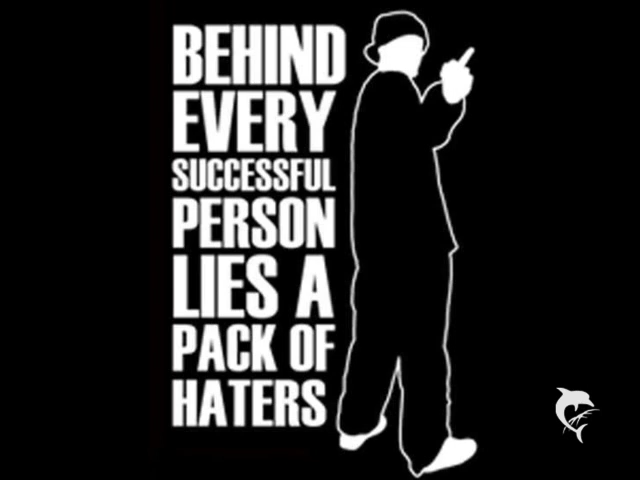 BEHIND
EVERY
SUCCESSFUL
PERSON
LIES A
PACK OF
HATERS